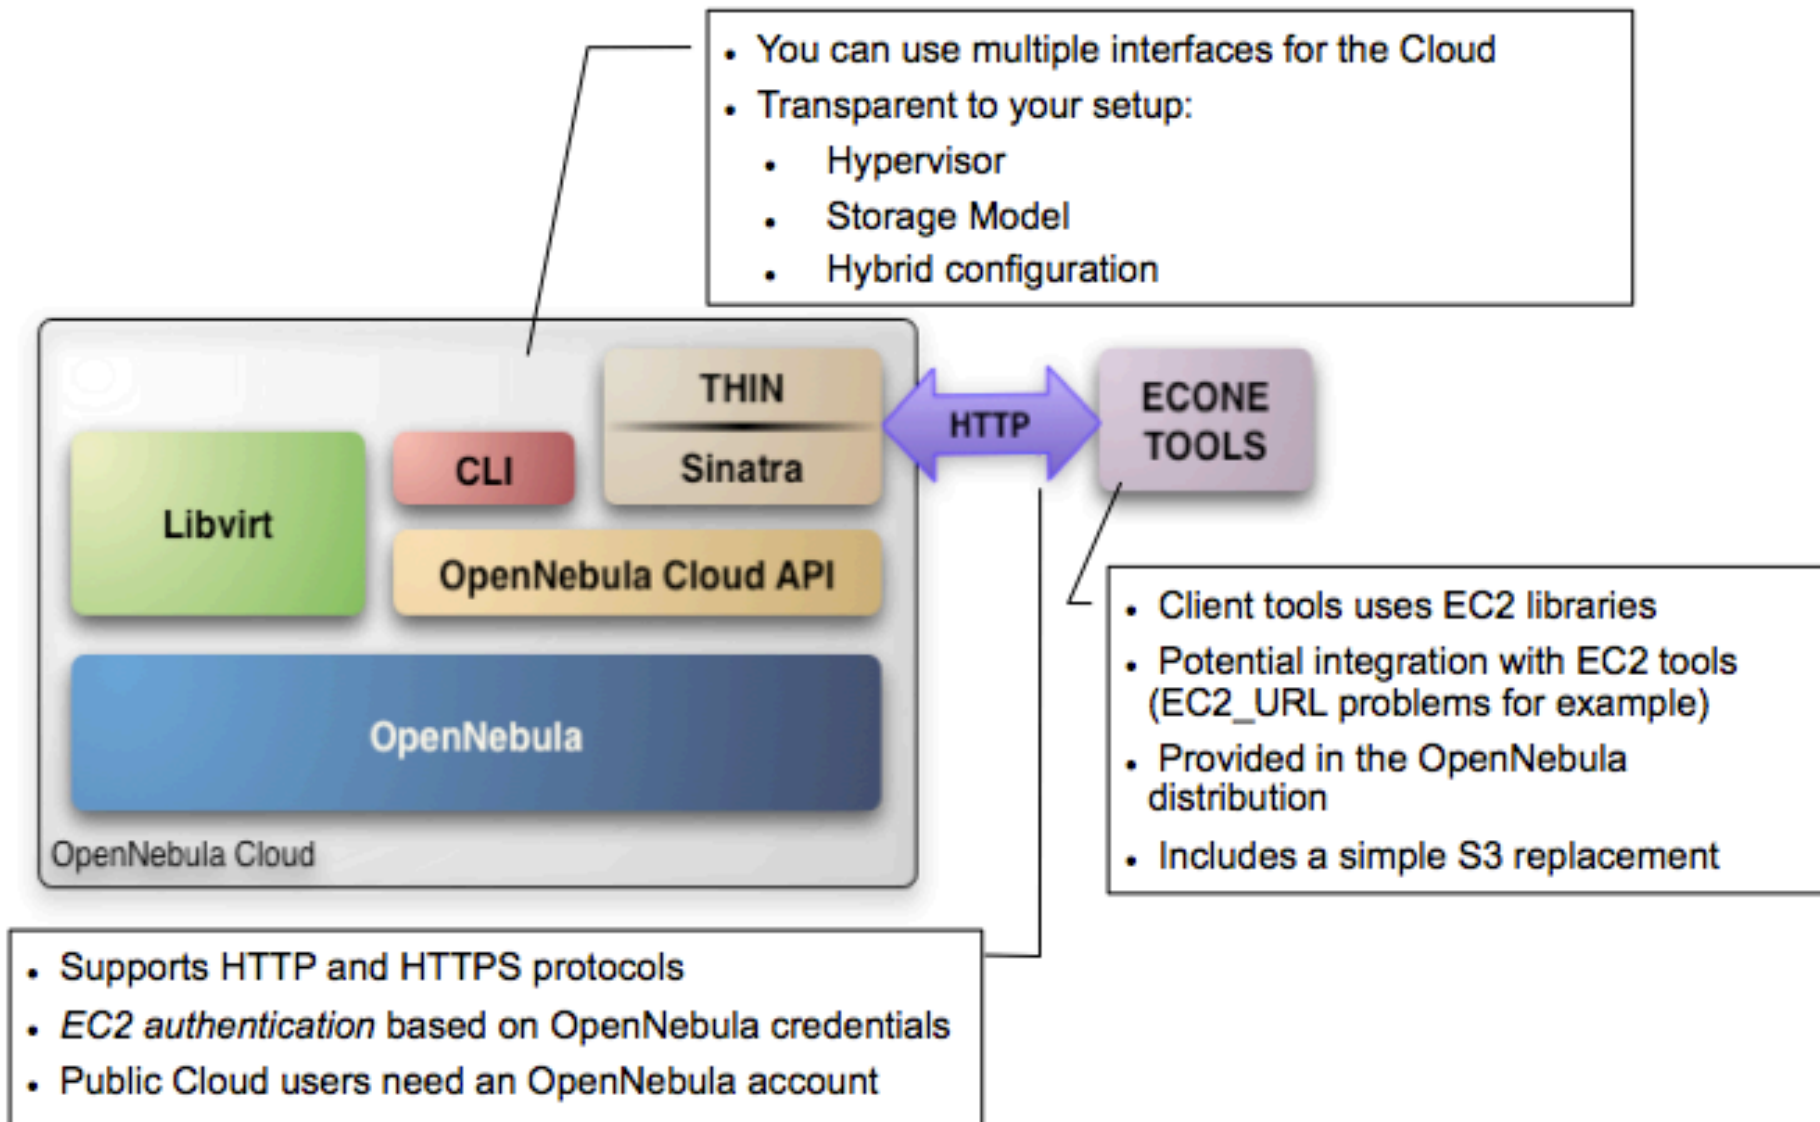 • You can use multiple interfaces for the Cloud
• Transparent to your setup:
• Hypervisor
• Storage Model
• Hybrid configuration
THIN
Sinatra
HTTP
ECONE
TOOLS
CLI
Libvirt
OpenNebula Cloud API
OpenNebula
OpenNebula Cloud
• Client tools uses EC2 libraries
• Potential integration with EC2 tools
(EC2_URL problems for example)
• Provided in the OpenNebula
distribution
• Includes a simple S3 replacement
• Supports HTTP and HTTPS protocols
• EC2 authentication based on OpenNebula credentials
• Public Cloud users need an OpenNebula account